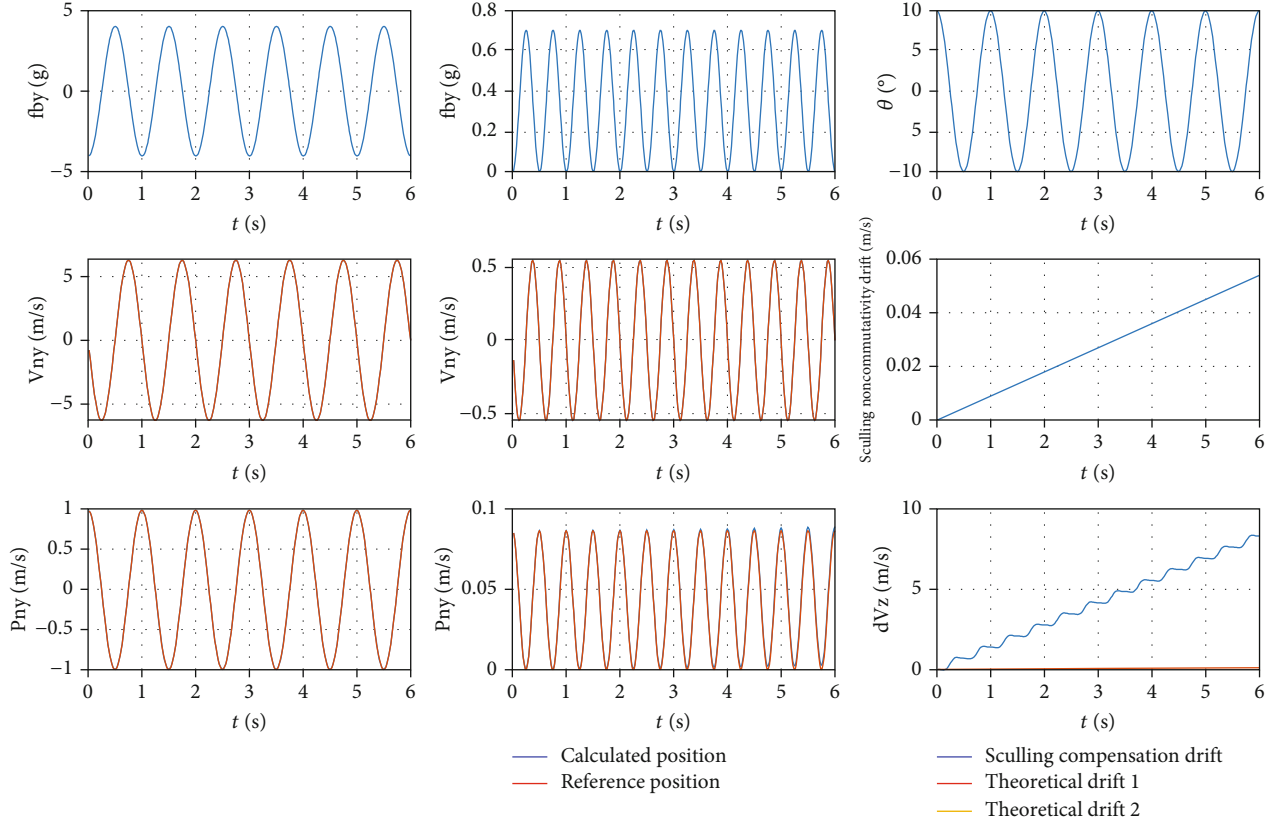 5
0
−5
fby (g)
0 1 2 3 4 5 6
t (s)
0.8
0.6
0.4
0.2
0
fby (g)
0 1 2 3 4 5 6
t (s)
10
5
0
5
−10
θ (°)
0 1 2 3 4 5 6
t (s)
5
0
−5
Vny (m/s)
0 1 2 3 4 5 6
t (s)
0.5
0
−0.5
Vny (m/s)
0 1 2 3 4 5 6
t (s)
0.06
0.04
0.02
0
Sculling noncommutativity drift (m/s)
0 1 2 3 4 5 6
t (s)
1
0.5
0
−0.5
−1
Pny (m/s)
0 1 2 3 4 5 6
t (s)
0.1
0.05
0
Pny (m/s)
0 1 2 3 4 5 6
t (s)
Calculated position
Reference position
10
5
0
dVz (m/s)
0 1 2 3 4 5 6
t (s)
Sculling compensation drift
Theoretical drift 1
Theoretical drift 2